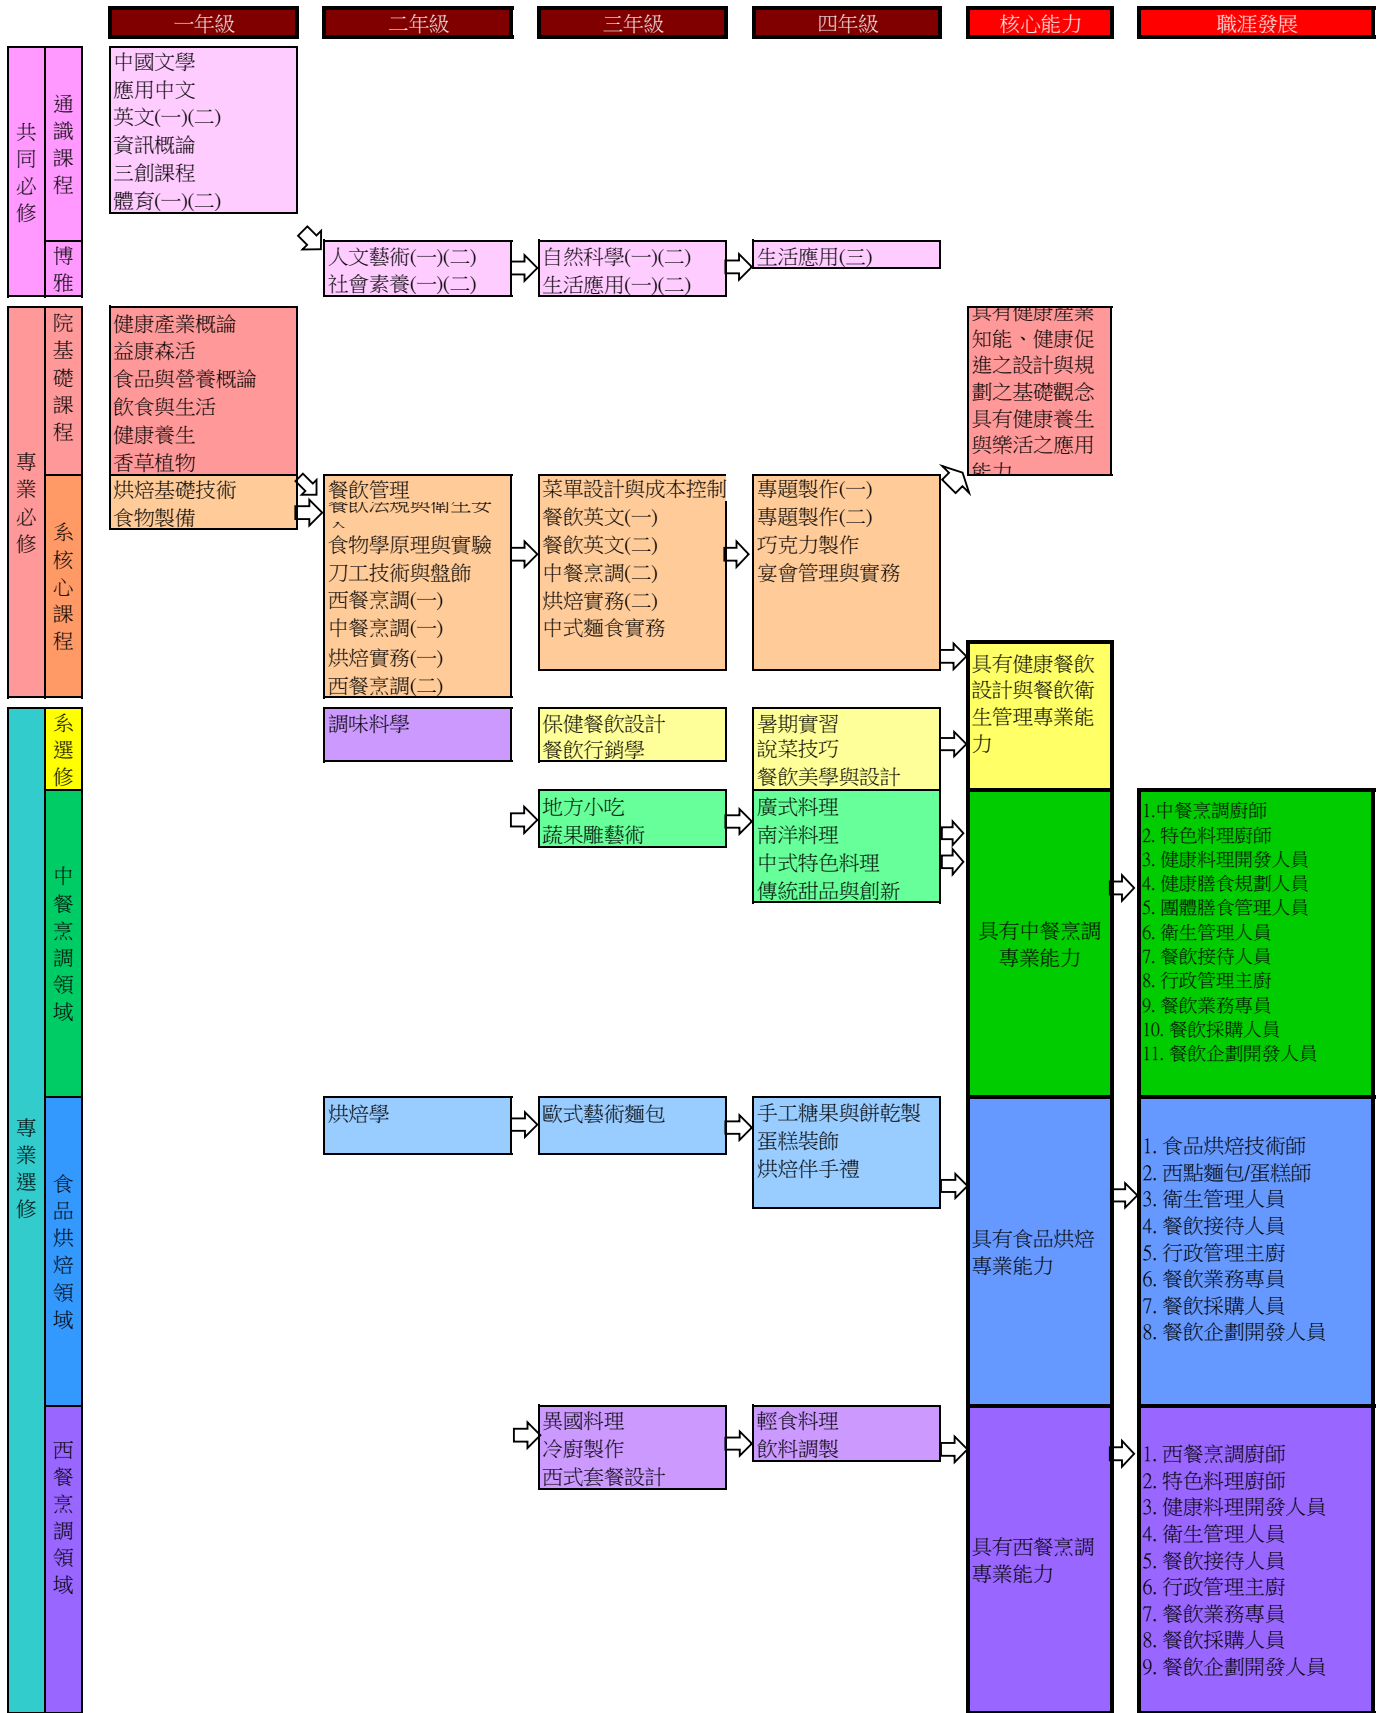 一年級
二年級
三年級
四年級
核心能力
職涯發展
共同必修
通識課程
中國文學
應用中文
英文(一)(二)
資訊概論
三創課程
體育(一)(二)
博雅
人文藝術(一)(二)
社會素養(一)(二)
自然科學(一)(二)
生活應用(一)(二)
生活應用(三)
專業必修
院基礎課程
健康產業概論
益康森活
食品與營養概論
飲食與生活
健康養生
香草植物
具有健康產業
知能、健康促
進之設計與規
劃之基礎觀念
具有健康養生
與樂活之應用
能力
系核心課程
烘焙基礎技術
食物製備
餐飲管理
餐飲法規與衛生安
食物學原理與實驗
刀工技術與盤飾
西餐烹調(一)
中餐烹調(一)
烘焙實務(一)
西餐烹調(二)
菜單設計與成本控制
餐飲英文(一)
餐飲英文(二)
中餐烹調(二)
烘焙實務(二)
中式麵食實務
專題製作(一)
專題製作(二)
巧克力製作
宴會管理與實務
具有健康餐飲
設計與餐飲衛
生管理專業能
力
專業選修
系選修
調味料學
保健餐飲設計
餐飲行銷學
暑期實習
說菜技巧
餐飲美學與設計
中餐烹調領域
地方小吃
蔬果雕藝術
廣式料理
南洋料理
中式特色料理
傳統甜品與創新
具有中餐烹調
專業能力
1.中餐烹調廚師
2. 特色料理廚師
3. 健康料理開發人員
4. 健康膳食規劃人員
5. 團體膳食管理人員
6. 衛生管理人員
7. 餐飲接待人員
8. 行政管理主廚
9. 餐飲業務專員
10. 餐飲採購人員
11. 餐飲企劃開發人員
食品烘焙領域
烘焙學
歐式藝術麵包
手工糖果與餅乾製
蛋糕裝飾
烘焙伴手禮
具有食品烘焙
專業能力
1. 食品烘焙技術師
2. 西點麵包/蛋糕師
3. 衛生管理人員
4. 餐飲接待人員
5. 行政管理主廚
6. 餐飲業務專員
7. 餐飲採購人員
8. 餐飲企劃開發人員
西餐烹調領域
異國料理
冷廚製作
西式套餐設計
輕食料理
飲料調製
具有西餐烹調
專業能力
1. 西餐烹調廚師
2. 特色料理廚師
3. 健康料理開發人員
4. 衛生管理人員
5. 餐飲接待人員
6. 行政管理主廚
7. 餐飲業務專員
8. 餐飲採購人員
9. 餐飲企劃開發人員